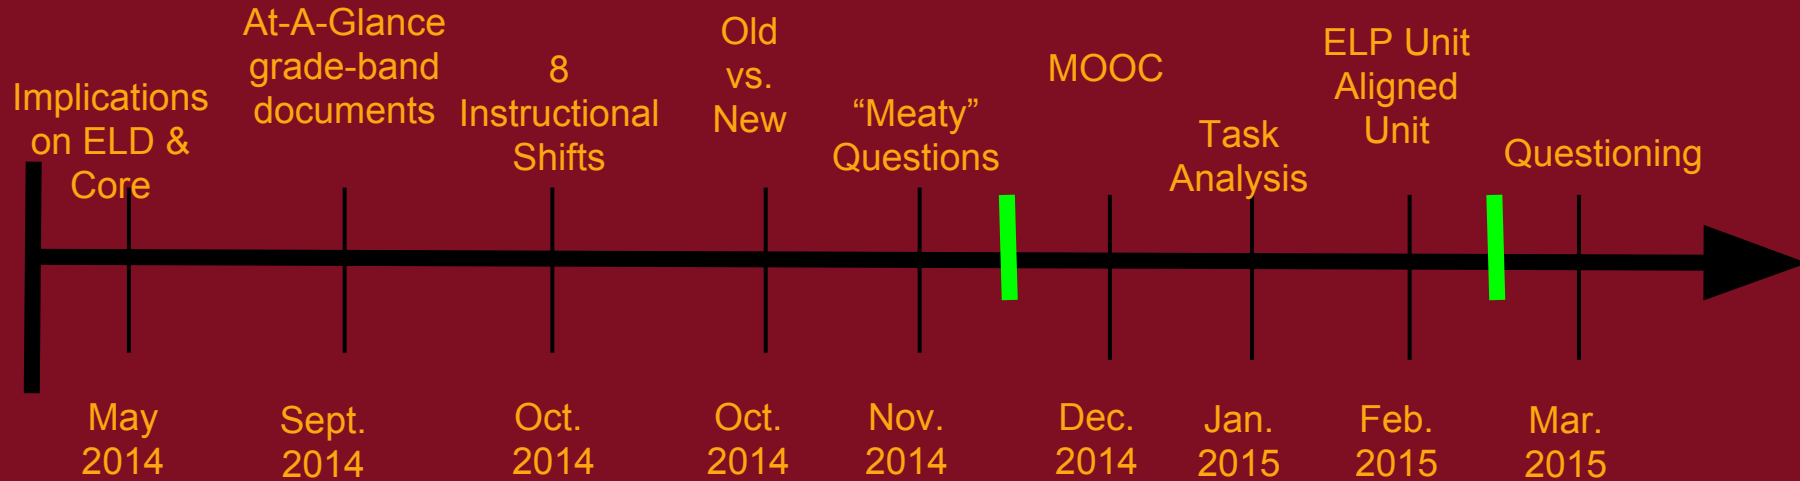 Implications
on ELD &
Core
At-A-Glance
grade-band
documents
8
Instructional
Shifts
Old
vs.
New
“Meaty”
Questions
MOOC
Task
Analysis
ELP Unit
Aligned
Unit
Questioning
May
2014
Sept.
2014
Oct.
2014
Oct.
2014
Nov.
2014
Dec.
2014
Jan.
2015
Feb.
2015
Mar.
2015